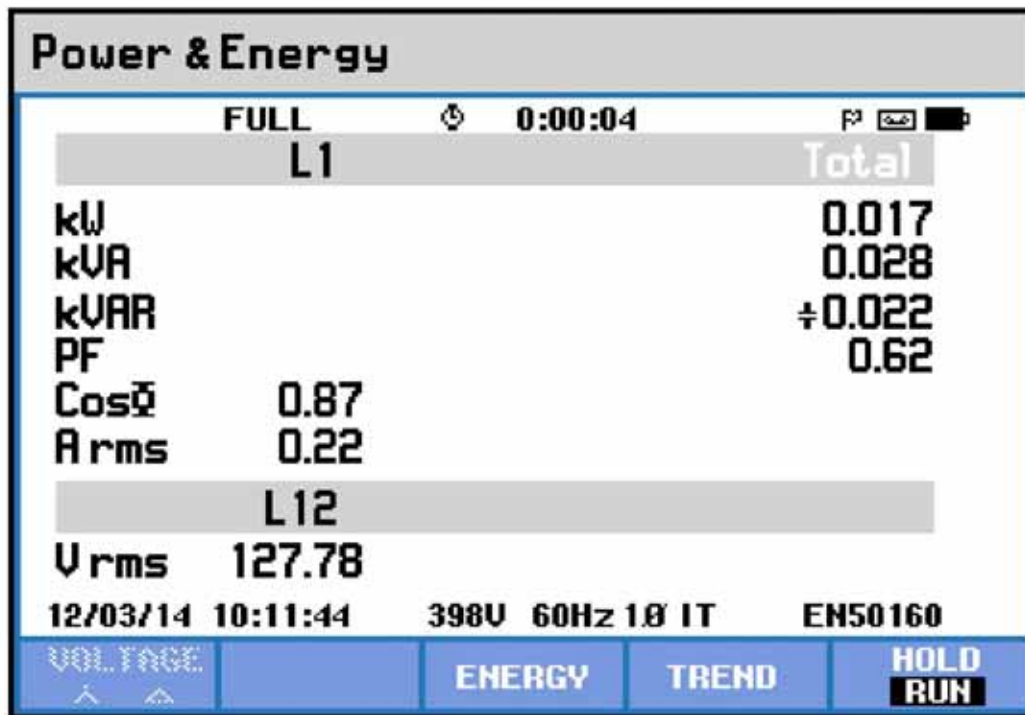 Power & Energy
FULL 0:00:04
L1 Total
kW 0.017
kVA 0.028
kVAR 0.022
PF 0.62
CosΦ 0.87
A rms 0.22
L12
V rms 127.78
12/03/14 10:11:44 398V 60Hz 1Ø IT EN50160
VOLTAGE ENERGY TREND HOLD
RUN